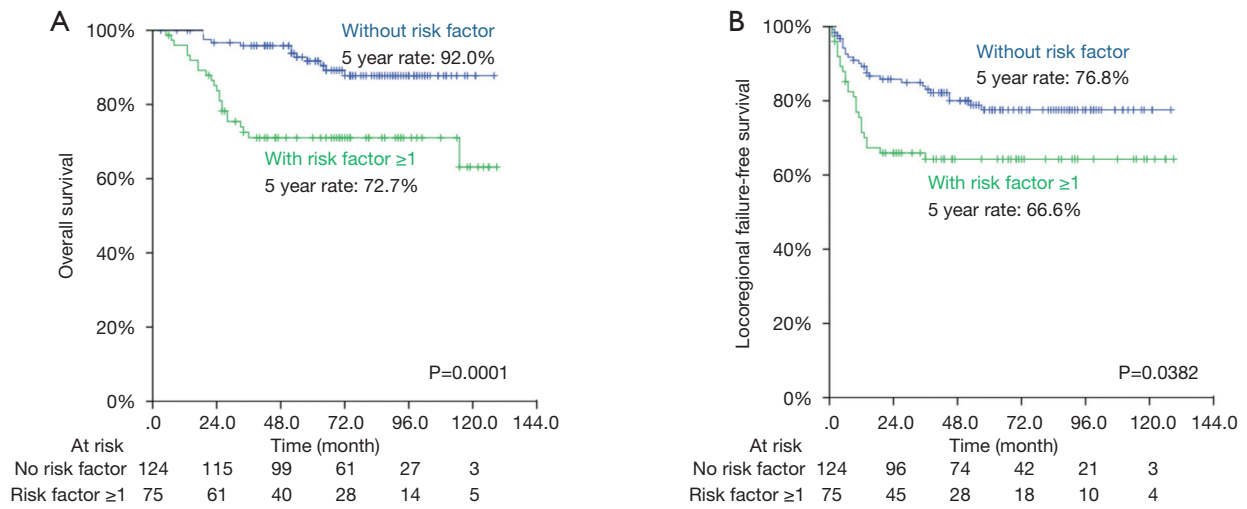 A
Overall survival
100%
80%
60%
40%
20%
0%
Without risk factor
5 year rate: 92.0%
With risk factor ≥1
5 year rate: 72.7%
P=0.0001
.0 24.0 48.0 72.0 96.0 120.0 144.0
At risk Time (month)
No risk factor 124 115 99 61 27 3
Risk factor ≥1 75 61 40 28 14 5
B
Locoregional failure-free survival
100%
80%
60%
40%
20%
0%
Without risk factor
5 year rate: 76.8%
With risk factor ≥1
5 year rate: 66.6%
P=0.0382
.0 24.0 48.0 72.0 96.0 120.0 144.0
At risk Time (month)
No risk factor 124 96 74 42 21 3
Risk factor ≥1 75 45 28 18 10 4